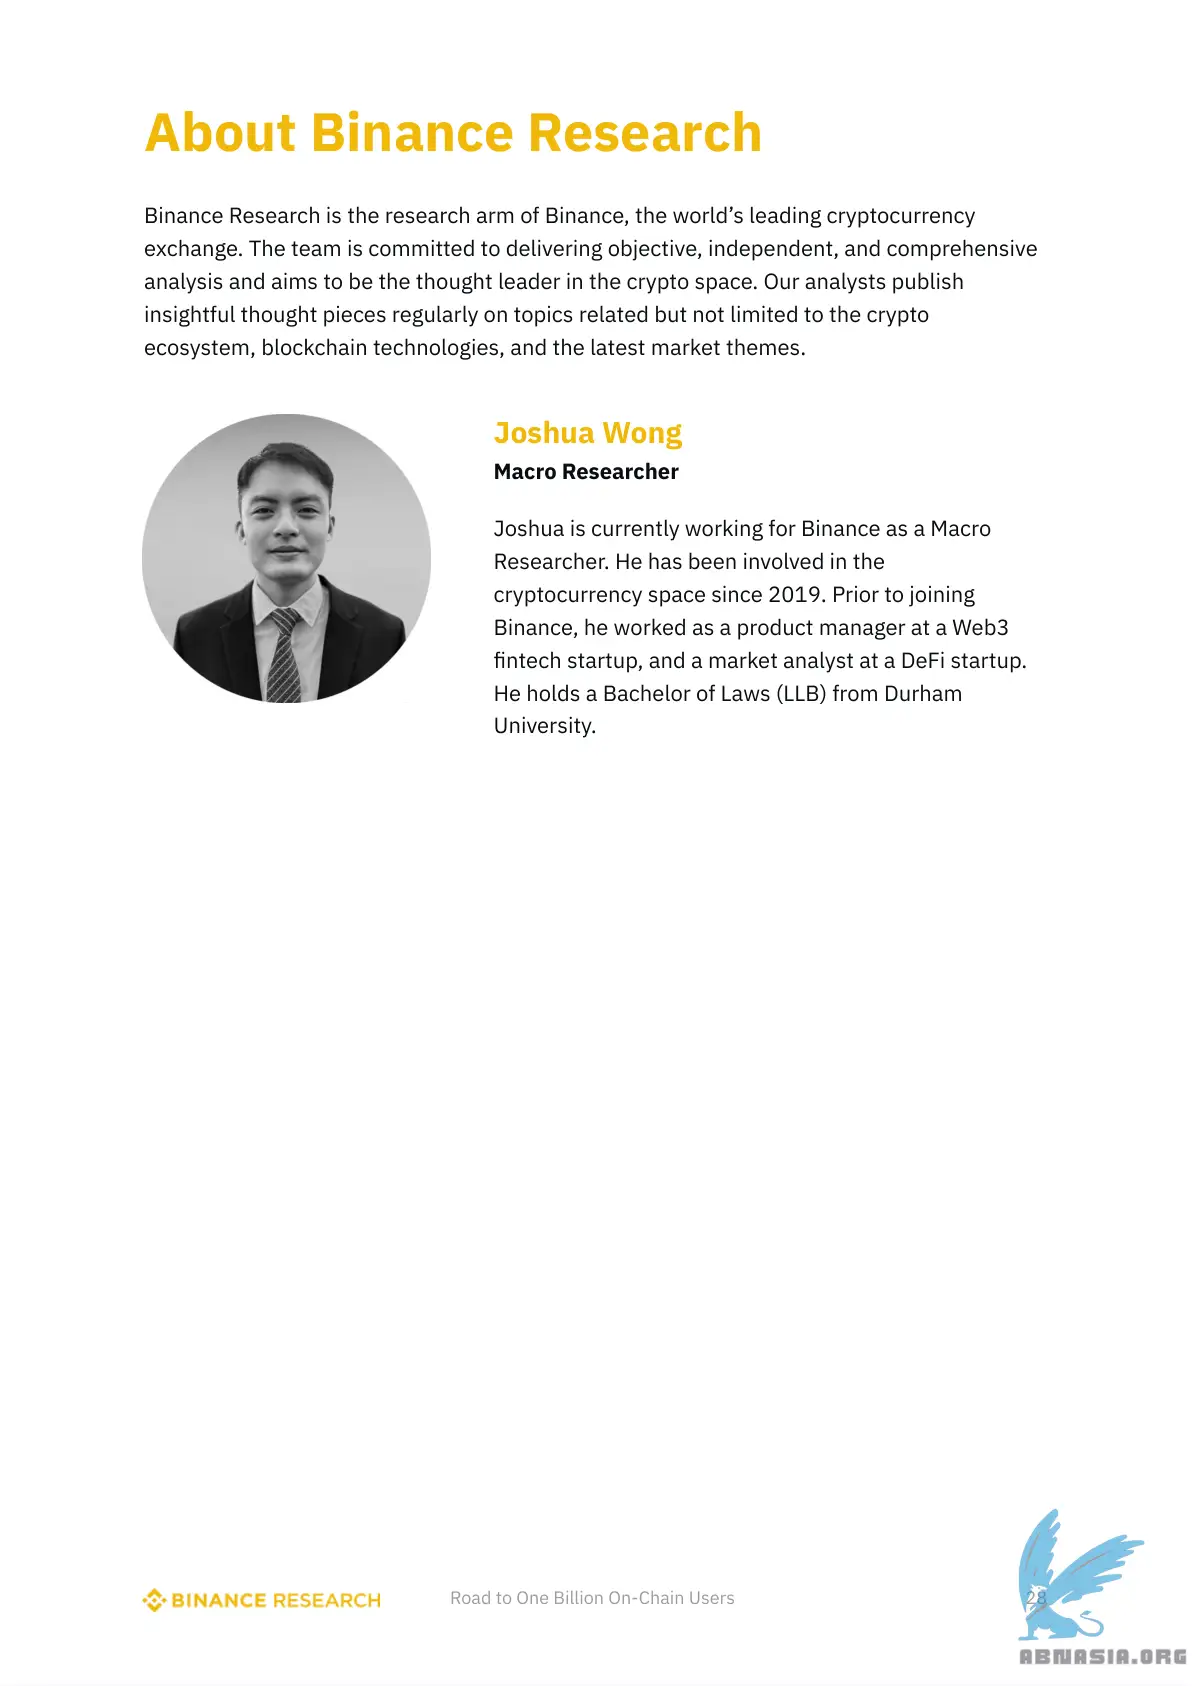 About Binance Research
Binance Research is the research arm of Binance, the world’s leading cryptocurrency
exchange. The team is committed to delivering objective, independent, and comprehensive
analysis and aims to be the thought leader in the crypto space. Our analysts publish
insightful thought pieces regularly on topics related but not limited to the crypto
ecosystem, blockchain technologies, and the latest market themes.
Joshua Wong
Macro Researcher
Joshua is currently working for Binance as a Macro
Researcher. He has been involved in the
cryptocurrency space since 2019. Prior to joining
Binance, he worked as a product manager at a Web3
fintech startup, and a market analyst at a DeFi startup.
He holds a Bachelor of Laws (LLB) from Durham
University.
BINANCE RESEARCH
Road to One Billion On-Chain Users
28
ABNASIA.ORG